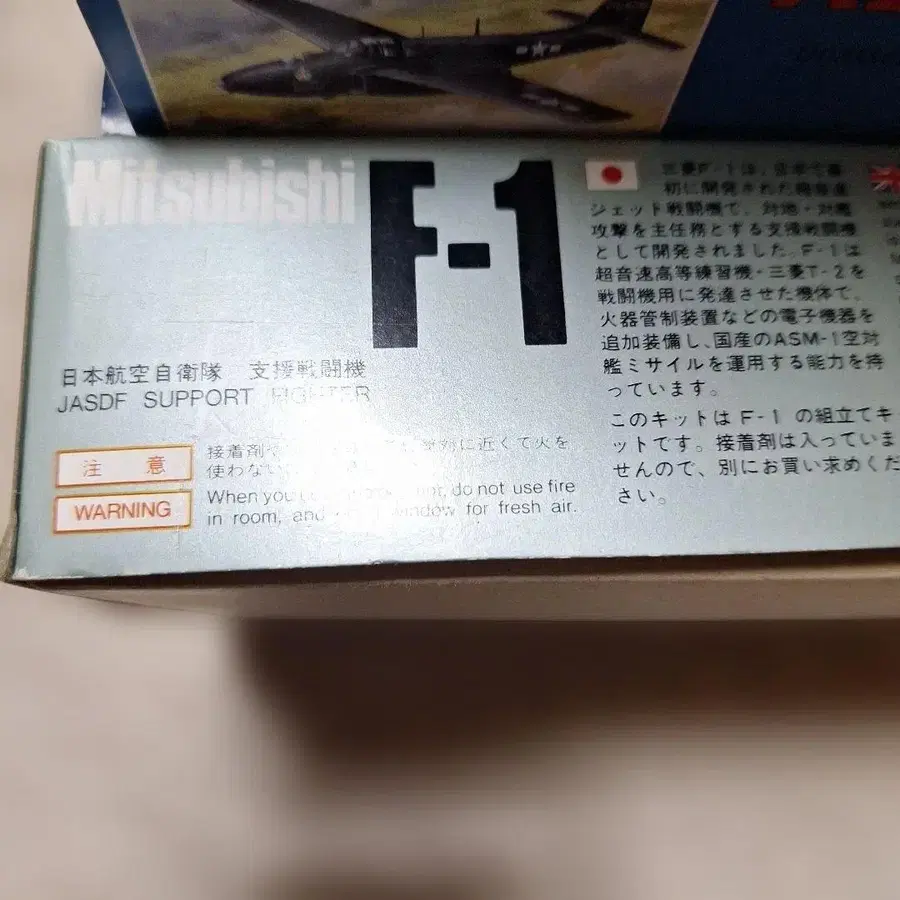 Mitsubishi
F-1
日本航空自衛隊 支援戦闘機
JASDF SUPPORT FIGHTER
注意
接着剤 に近くて火を
使わない
WARNING
When you do not use fire
in room, and window for fresh air.
三菱F-1は、日本で最
初に開発された超音速
ジェット戦闘機で、対地・対艦
攻撃を主任務とする支援戦闘機
として開発されました。F-1は
超音速高等練習機・三菱T-2を
戦闘機用に発達させた機体で、
火器管制装置などの電子機器を
追加装備し、国産のASM-1空対
艦ミサイルを運用する能力を持
っています。
このキットは F-1 の組立てキ
ットです。接着剤は入っていま
せんので、別にお買い求めくだ
さい。